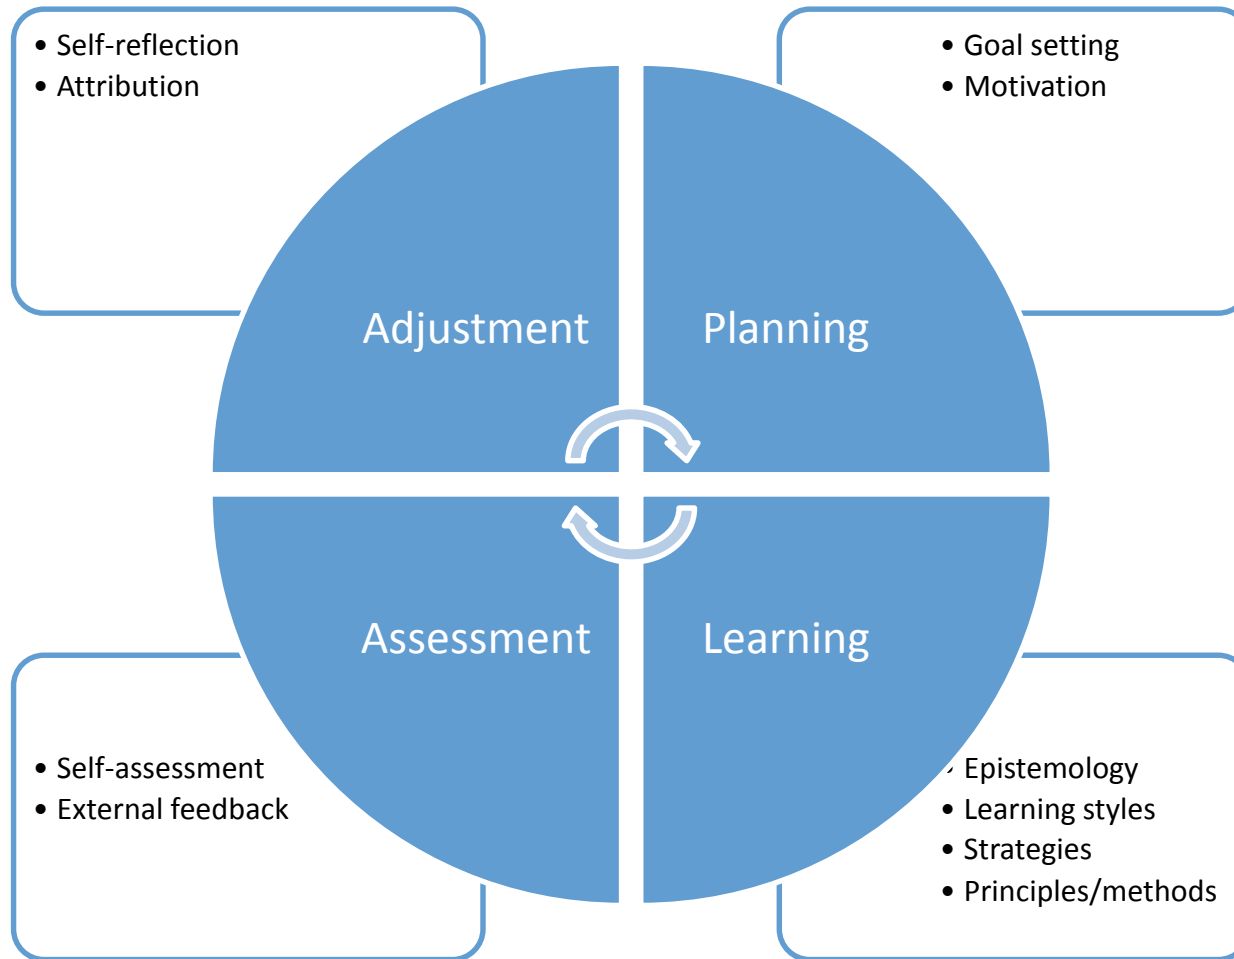 • Self-reflection
• Attribution
• Goal setting
• Motivation
Adjustment
Planning
Assessment
Learning
• Self-assessment
• External feedback
• Epistemology
• Learning styles
• Strategies
• Principles/methods